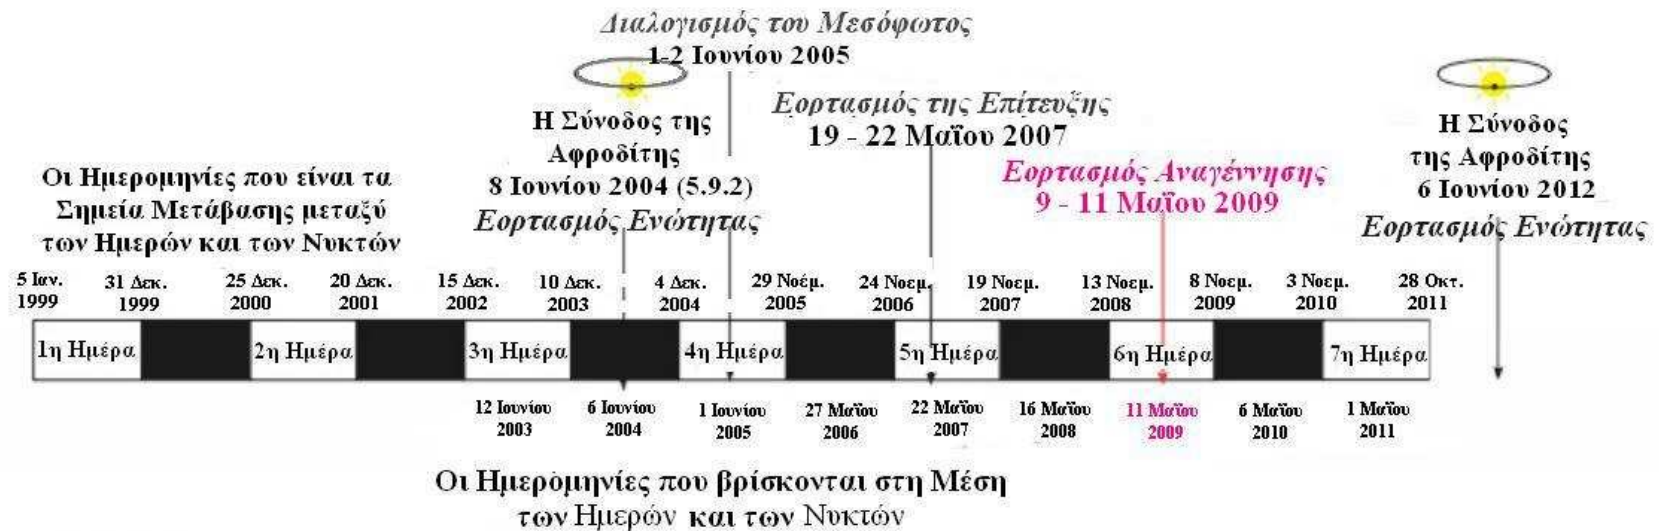 Διαλογισμός του Μεσόφωτος
1-2 Ιουνίου 2005
Εορτασμός της Επίτευξης
19 - 22 Μαΐου 2007
Η Σύνοδος της
Αφροδίτης
8 Ιουνίου 2004 (5.9.2)
Εορτασμός Ενώτητας
Εορτασμός Αναγέννησης
9 - 11 Μαΐου 2009
Η Σύνοδος
της Αφροδίτης
6 Ιουνίου 2012
Εορτασμός Ενώτητας
Οι Ημερομηνίες που είναι τα
Σημεία Μετάβασης μεταξύ
των Ημερών και των Νυκτών
5 Ιαν.
1999
31 Δεκ.
1999
25 Δεκ.
2000
20 Δεκ.
2001
15 Δεκ.
2002
10 Δεκ.
2003
4 Δεκ.
2004
29 Νοέμ.
2005
24 Νοεμ.
2006
19 Νοεμ.
2007
13 Νοεμ.
2008
8 Νοεμ.
2009
3 Νοεμ.
2010
28 Οκτ.
2011
1η Ημέρα
2η Ημέρα
3η Ημέρα
4η Ημέρα
5η Ημέρα
6η Ημέρα
7η Ημέρα
12 Ιουνίου
2003
6 Ιουνίου
2004
1 Ιουνίου
2005
27 Μαΐου
2006
22 Μαΐου
2007
16 Μαΐου
2008
11 Μαΐου
2009
6 Μαΐου
2010
1 Μαΐου
2011
Οι Ημερομηνίες που βρίσκονται στη Μέση
των Ημερών και των Νυκτών